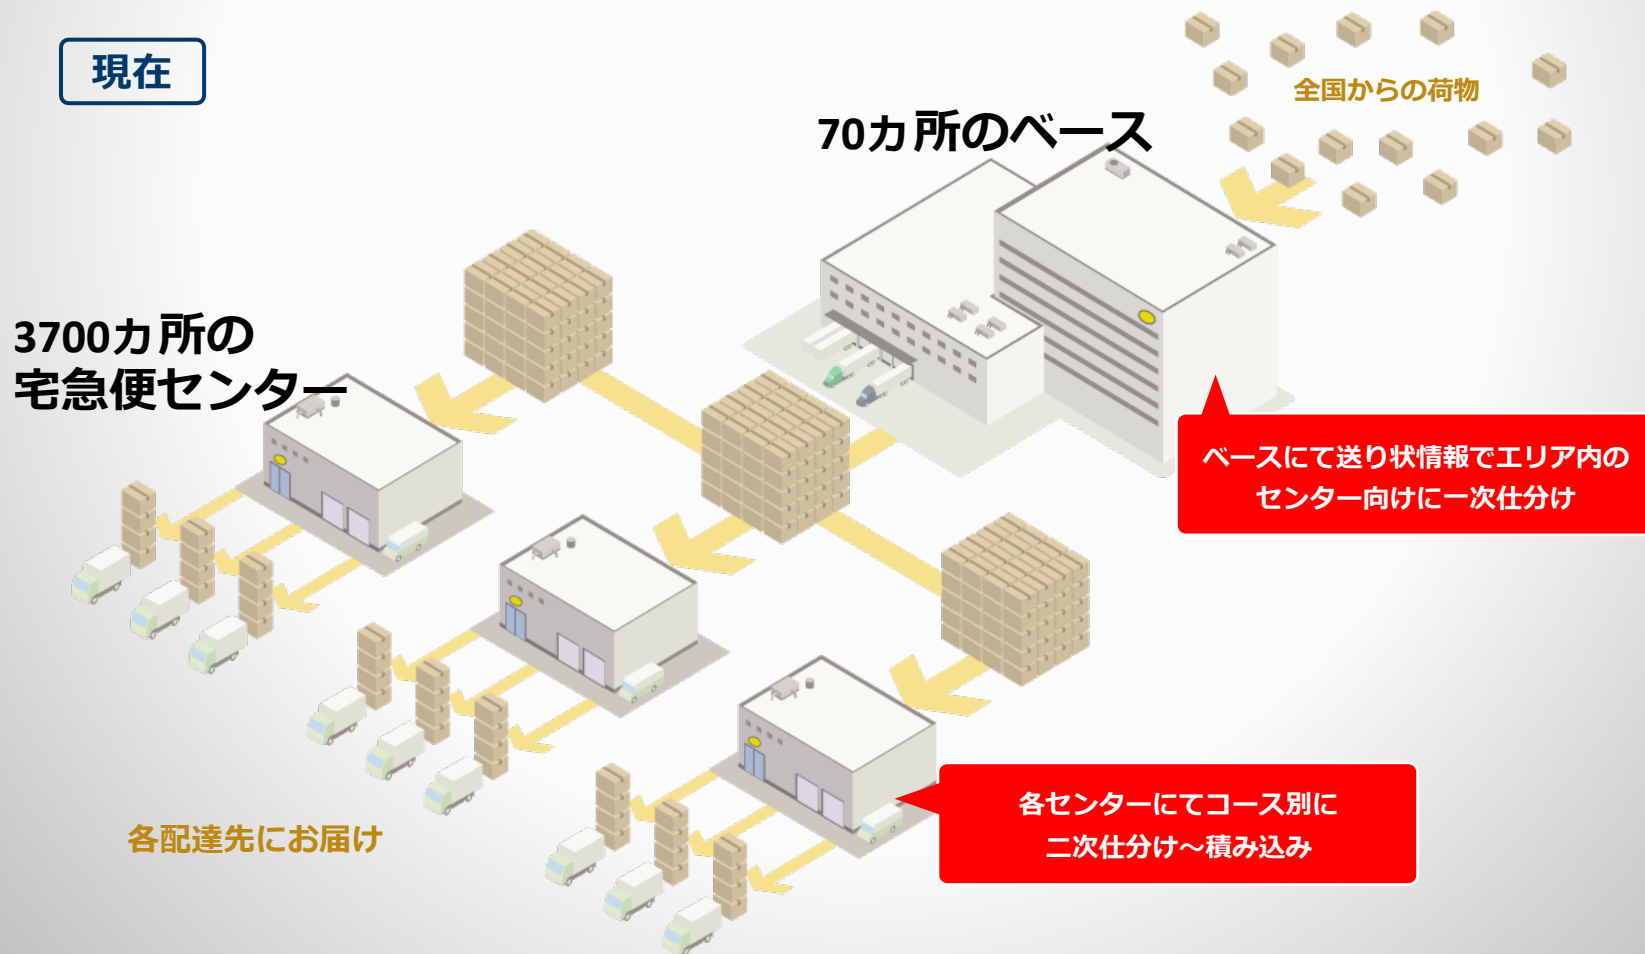 現在
全国からの荷物
70カ所のベース
3700カ所の
宅急便センター
ベースにて送り状情報でエリア内の
センター向けに一次仕分け
各センターにてコース別に
二次仕分け～積み込み
各配達先にお届け